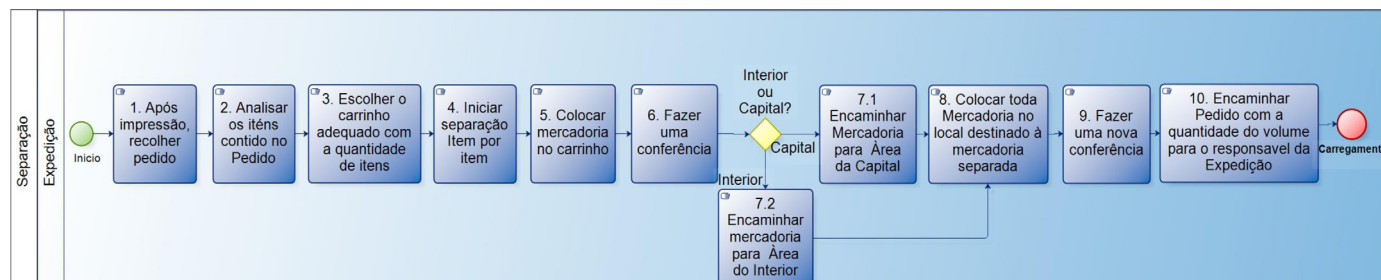 Separação
Expedição
Inicio
1. Após
impressão,
recolher
pedido
2. Analisar
os iténs
contido no
Pedido
3. Escolher o
carrinho
adequado com
a quantidade
de itens
4. Iniciar
separação
Item por
item
5. Colocar
mercadoria
no carrinho
6. Fazer
uma
conferência
Interior
ou
Capital?
Capital
Interior
7.1
Encaminhar
Mercadoria
para Àrea
da Capital
7.2
Encaminhar
mercadoria
para Àrea
do Interior
8. Colocar toda
Mercadoria no
local destinado à
mercadoria
separada
9. Fazer
uma nova
conferência
10. Encaminhar
Pedido com a
quantidade do volume
para o responsavel da
Expedição
Carregament